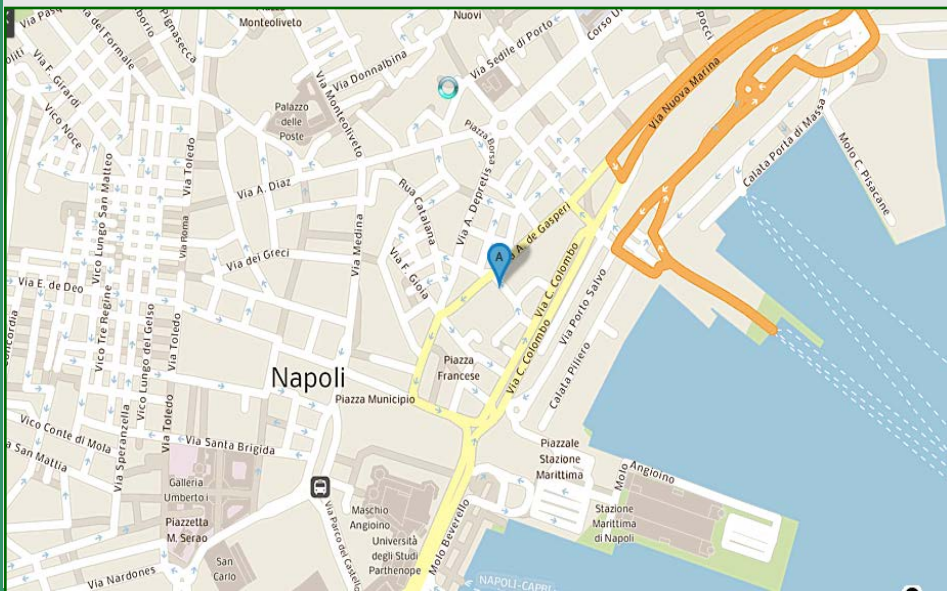 Via Pasq
Via del Formale
Pignasecca
Monteoliveto
Nuovi
Via Sedile di Porto
Corso U
pocci
Via F. Girardi
Vico Noce
Via Donnalbina
Via Monteoliveto
Palazzo
delle
Poste
Piazza Borsa
Via Nuova Marina
Calata Porta di Massa
Molo C. Pisacane
Via Toledo
Vico Lungo San Matteo
Via A. Diaz
Rua Catalana
Via A. Depretis
A. de Gasperi
A
Via Roma
Via Medina
Via dei Greci
Via F. Gioia
Via C. Colombo
Via Porto Salvo
Via E. de Deo
Concordia
Vico Tre Regine
Vico Lungo del Gelso
Via Toledo
Via C. Colombo
Calata Piliero
Piazza
Francese
Napoli
Piazza Municipio
Vico Conte di Mola
a San Mattia
Via Speranzella
Via Toledo
Via Santa Brigida
Piazzale
Stazione
Marittima
Molo Angioino
Galleria
Umberto i
Piazzetta
M. Serao
Maschio
Angioino
Università
degli Studi
Parthenope
Stazione
Marittima
di Napoli
Via Parco del Castello
Molo Beverello
San
Carlo
Via Nardones
NAPOLI-CAPRI